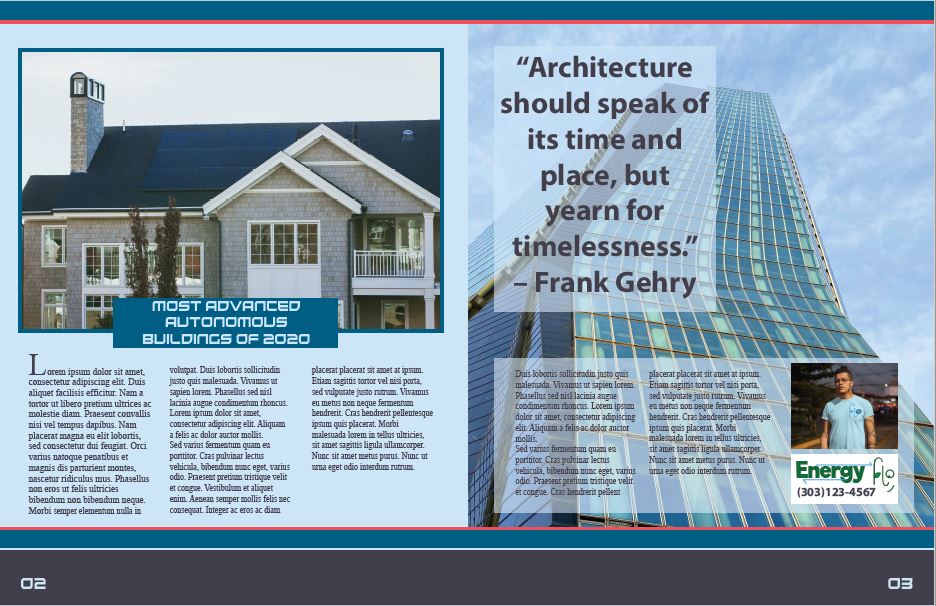 MOST ADVANCED
AUTONOMOUS
BUILDINGS OF 2020
Lorem ipsum dolor sit amet,
consectetur adipiscing elit. Duis
aliquet facilisis efficitur. Nam a
tortor ut libero pretium ultrices ac
molestie diam. Praesent convallis
nisi vel tempus dapibus. Nam
placerat magna eu elit lobortis,
sed consectetur dui feugiat. Orci
varius natoque penatibus et
magnis dis parturient montes,
nascetur ridiculus mus. Phasellus
non eros ut felis ultricies
bibendum non bibendum neque.
Morbi semper elementum nulla in
volutpat. Duis lobortis sollicitudin
justo quis malesuada. Vivamus ut
sapien lorem. Phasellus sed nisl
lacinia augue condimentum rhoncus.
Lorem ipsum dolor sit amet,
consectetur adipiscing elit. Aliquam
a felis ac dolor auctor mollis.
Sed varius fermentum quam eu
porttitor. Cras pulvinar lectus
vehicula, bibendum nunc eget, varius
odio. Praesent pretium tristique velit
et congue. Vestibulum et aliquet
enim. Aenean semper mollis felis nec
consequat. Integer ac eros ac diam
placerat placerat sit amet at ipsum.
Etiam sagittis tortor vel nisi porta,
sed vulputate justo rutrum. Vivamus
eu metus non neque fermentum
hendrerit. Cras hendrerit pellentesque
ipsum quis placerat. Morbi
malesuada lorem in tellus ultricies,
sit amet sagittis ligula ullamcorper.
Nunc sit amet metus purus. Nunc ut
urna eget odio interdum rutrum.
02
“Architecture
should speak of
its time and
place, but
yearn for
timelessness.”
– Frank Gehry
Duis lobortis sollicitudin justo quis
malesuada. Vivamus ut sapien lorem.
Phasellus sed nisl lacinia augue
condimentum rhoncus. Lorem ipsum
dolor sit amet, consectetur adipiscing
elit. Aliquam a felis ac dolor auctor
mollis.
Sed varius fermentum quam eu
porttitor. Cras pulvinar lectus
vehicula, bibendum nunc eget, varius
odio. Praesent pretium tristique velit
et congue. Cras hendrerit pellent
placerat placerat sit amet at ipsum.
Etiam sagittis tortor vel nisi porta,
sed vulputate justo rutrum. Vivamus
eu metus non neque fermentum
hendrerit. Cras hendrerit pellentesque
ipsum quis placerat. Morbi
malesuada lorem in tellus ultricies,
sit amet sagittis ligula ullamcorper.
Nunc sit amet metus purus. Nunc ut
urna eget odio interdum rutrum.
Energy
(303)123-4567
03